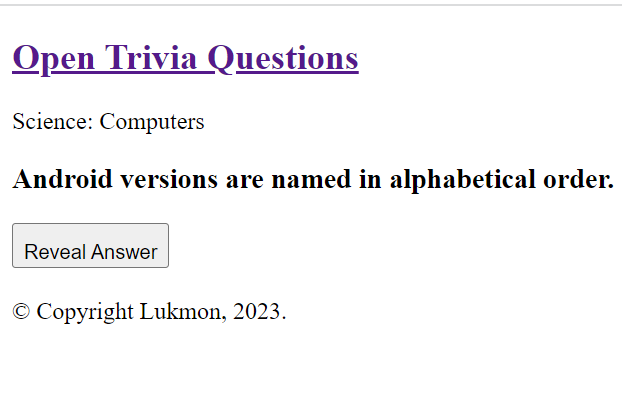 Open Trivia Questions
Science: Computers
Android versions are named in alphabetical order.
Reveal Answer
© Copyright Lukmon, 2023.